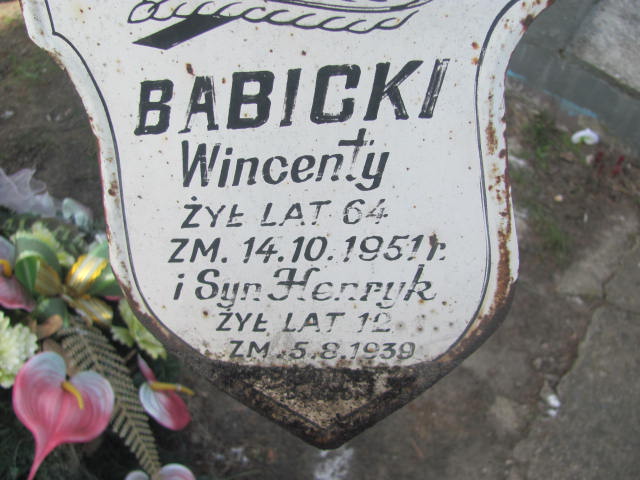 BABICKI
Wincenty
ŻYŁ LAT 64
ZM. 14.10.1951 r.
i Syn Henryk
ŻYŁ LAT 12
ZM. 5.8.1939